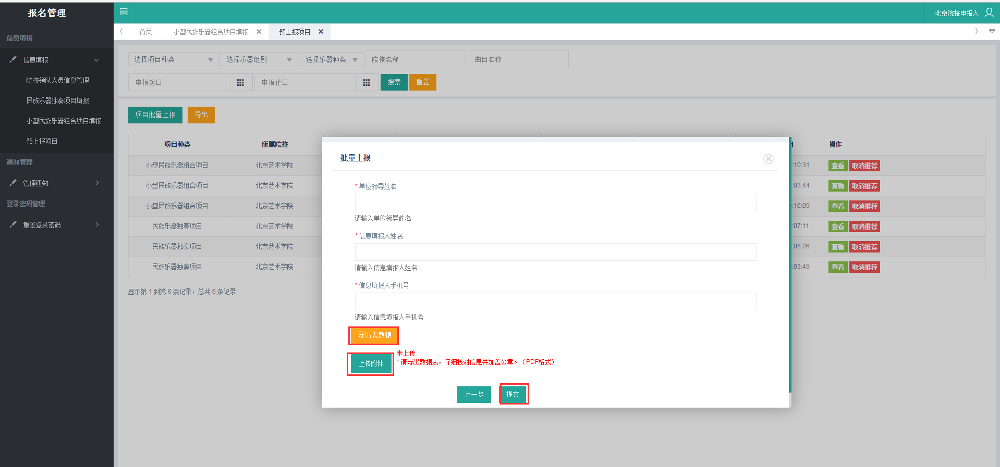 报名管理
北京院校申报人
信息填报
信息填报
院校领队人员信息管理
民族乐器独奏项目填报
小型民族乐器组合项目填报
预上报项目
通知管理
管理通知
登录密码管理
重置登录密码
首页
小型民族乐器组合项目填报
预上报项目
选择项目种类 选择乐器组别 选择乐器种类 院校名称 曲目名称
申报起日 申报止日 搜索 重置
项目批量上报 导出
项目种类 所属院校 操作
小型民族乐器组合项目 北京艺术学院 :10:31 查看 取消推荐
小型民族乐器组合项目 北京艺术学院 :03:44 查看 取消推荐
小型民族乐器组合项目 北京艺术学院 :16:09 查看 取消推荐
民族乐器独奏项目 北京艺术学院 :07:11 查看 取消推荐
民族乐器独奏项目 北京艺术学院 :05:26 查看 取消推荐
民族乐器独奏项目 北京艺术学院 :03:49 查看 取消推荐
显示第 1 到第 6 条记录，总共 6 条记录
批量上报
* 单位领导姓名
请输入单位领导姓名
* 信息填报人姓名
请输入信息填报人姓名
* 信息填报人手机号
请输入信息填报人手机号
导出表数据
上传附件
未上传
* 请导出数据表，仔细核对信息并加盖公章。（PDF格式）
上一步 提交